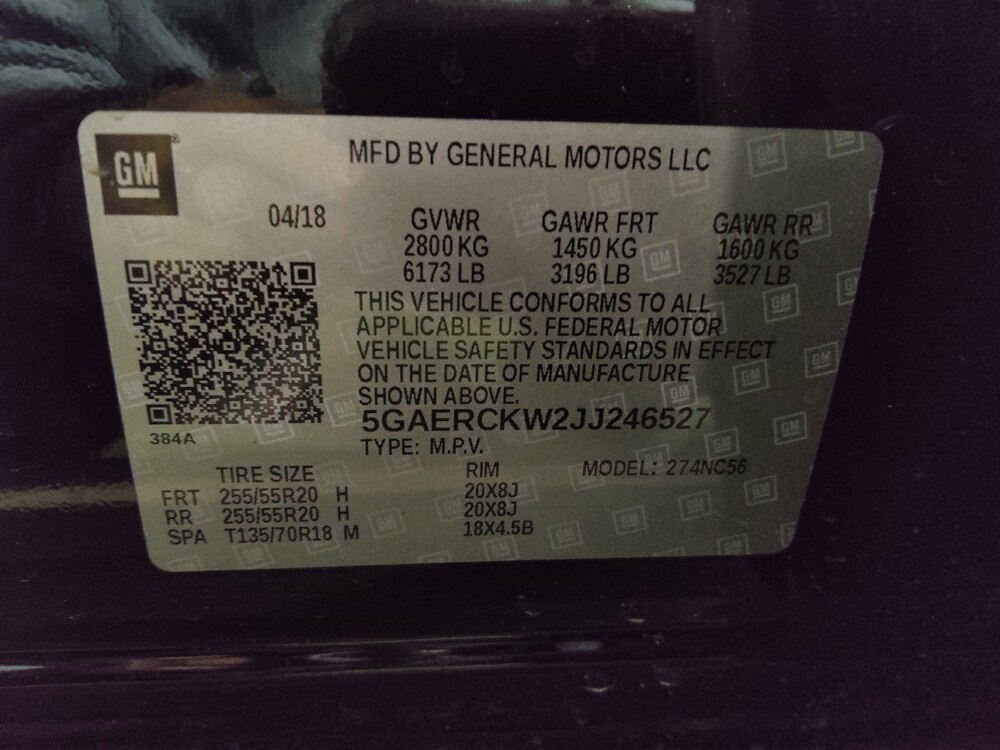 GM
MFD BY GENERAL MOTORS LLC
04/18 GVWR GAWR FRT GAWR RR
2800 KG 1450 KG 1600 KG
6173 LB 3196 LB 3527 LB
THIS VEHICLE CONFORMS TO ALL
APPLICABLE U.S. FEDERAL MOTOR
VEHICLE SAFETY STANDARDS IN EFFECT
ON THE DATE OF MANUFACTURE
SHOWN ABOVE.
5GAERCKW2JJ246527
384A
TYPE: M.P.V.
TIRE SIZE RIM MODEL: 274NC56
FRT 255/55R20 H 20X8J
RR 255/55R20 H 20X8J
SPA T135/70R18 M 18X4.5B